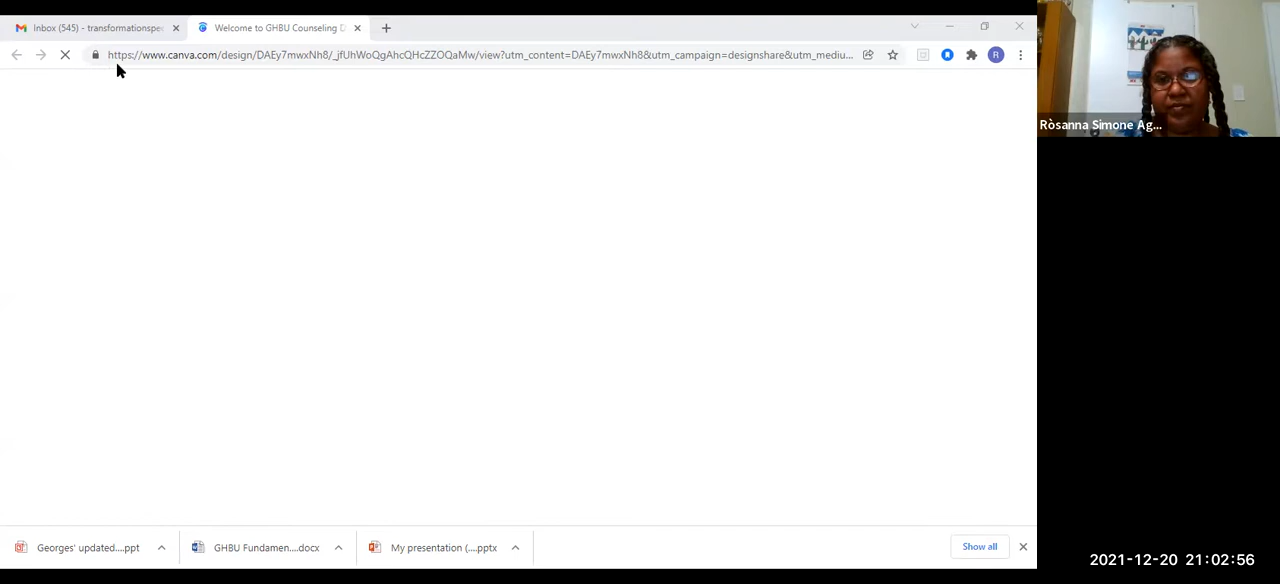 Inbox (545) - transformationspe
Welcome to GHBU Counseling D
https://www.canva.com/design/DAEy7mwxNh8/_jfUhWoQgAhcQHcZZOQaMw/view?utm_content=DAEy7mwxNh8&utm_campaign=designshare&utm_mediu...
R
Ròsanna Simone Ag...
Georges' updated....ppt
GHBU Fundamen....docx
My presentation (....pptx
Show all
2021-12-20 21:02:56